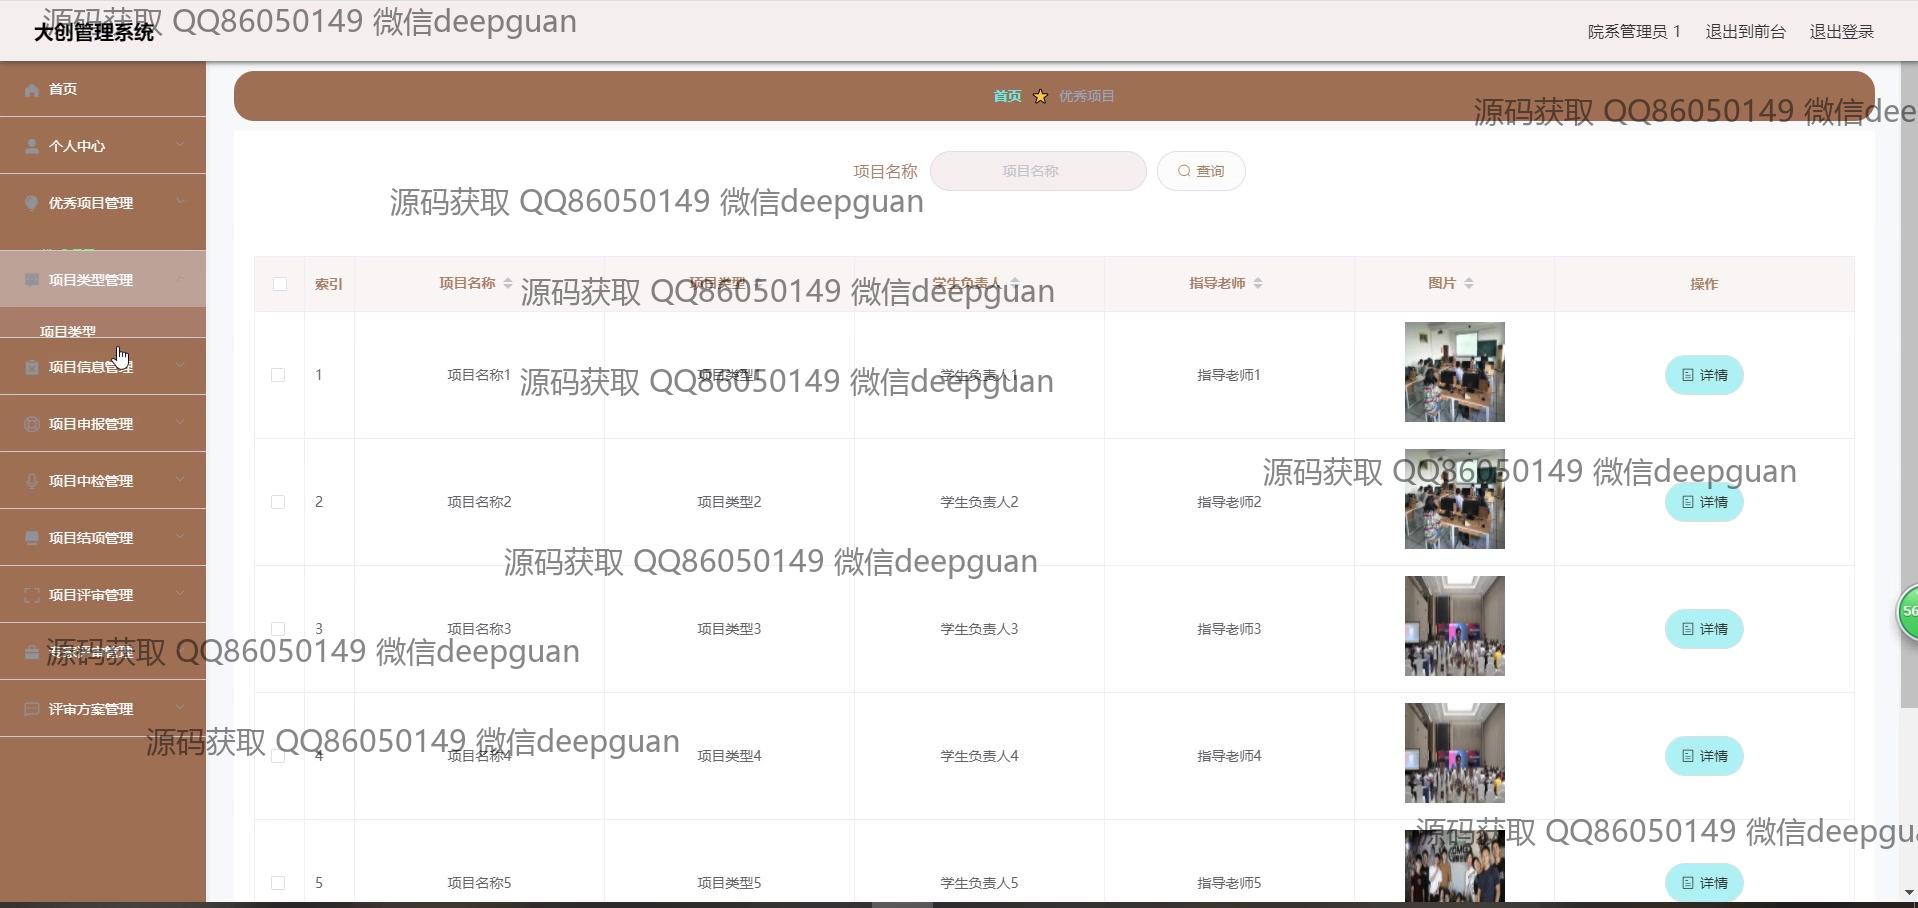 源码获取 QQ86050149 微信deepguan
大创管理系统
院系管理员 1
退出到前台
退出登录
首页
个人中心
优秀项目管理
项目类型管理
项目类型
项目信息管理
项目申报管理
项目中检管理
项目结项管理
项目评审管理
专家评审管理
评审方案管理
首页 优秀项目
源码获取 QQ86050149 微信dee
项目名称 项目名称 查询
源码获取 QQ86050149 微信deepguan
索引 项目名称 项目类型 学生负责人 指导老师 图片 操作
源码获取 QQ86050149 微信deepguan
1 项目名称1 项目类型1 学生负责人1 指导老师1 详情
源码获取 QQ86050149 微信deepguan
源码获取 QQ86050149 微信deepguan
2 项目名称2 项目类型2 学生负责人2 指导老师2 详情
源码获取 QQ86050149 微信deepguan
56
3 项目名称3 项目类型3 学生负责人3 指导老师3 详情
源码获取 QQ86050149 微信deepguan
源码获取 QQ86050149 微信deepguan
4 项目名称4 项目类型4 学生负责人4 指导老师4 详情
源码获取 QQ86050149 微信deepgu
5 项目名称5 项目类型5 学生负责人5 指导老师5 详情